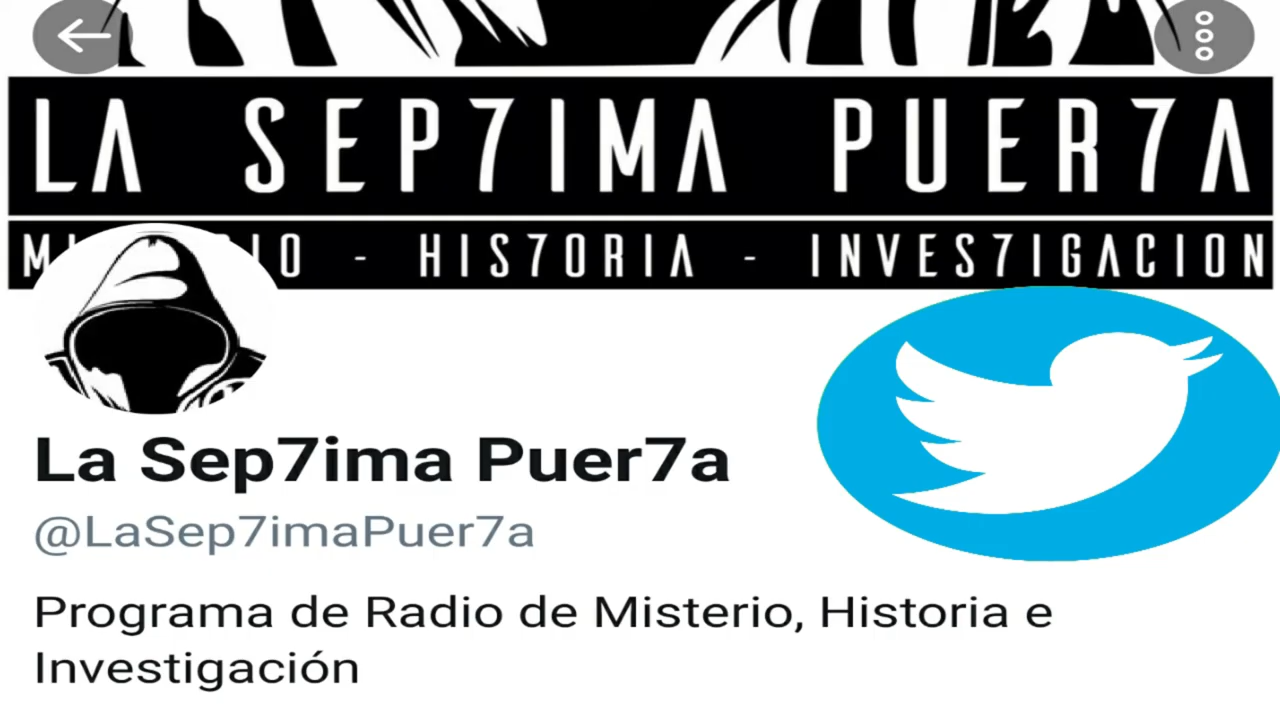 LA SEP7IMA PUER7A
- HIS7ORIA - INVES7IGACION
La Sep7ima Puer7a
@LaSep7imaPuer7a
Programa de Radio de Misterio, Historia e
Investigación